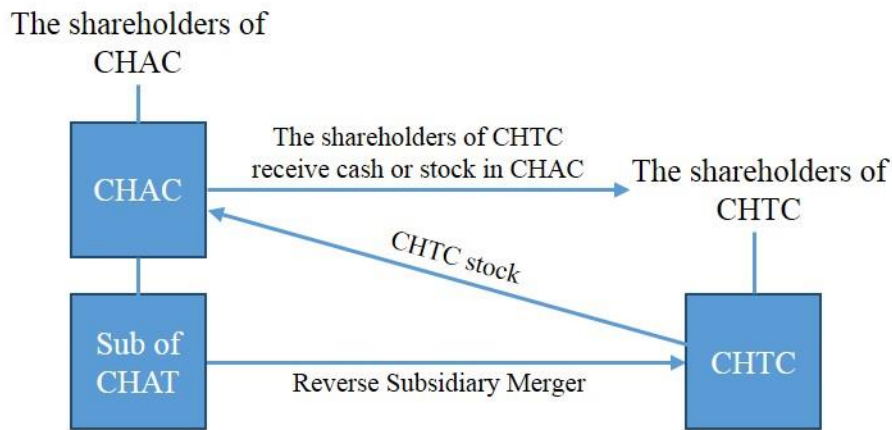 The shareholders of
CHAC
CHAC
The shareholders of CHTC
receive cash or stock in CHAC
The shareholders of
CHTC
CHTC stock
Sub of
CHAT
Reverse Subsidiary Merger
CHTC